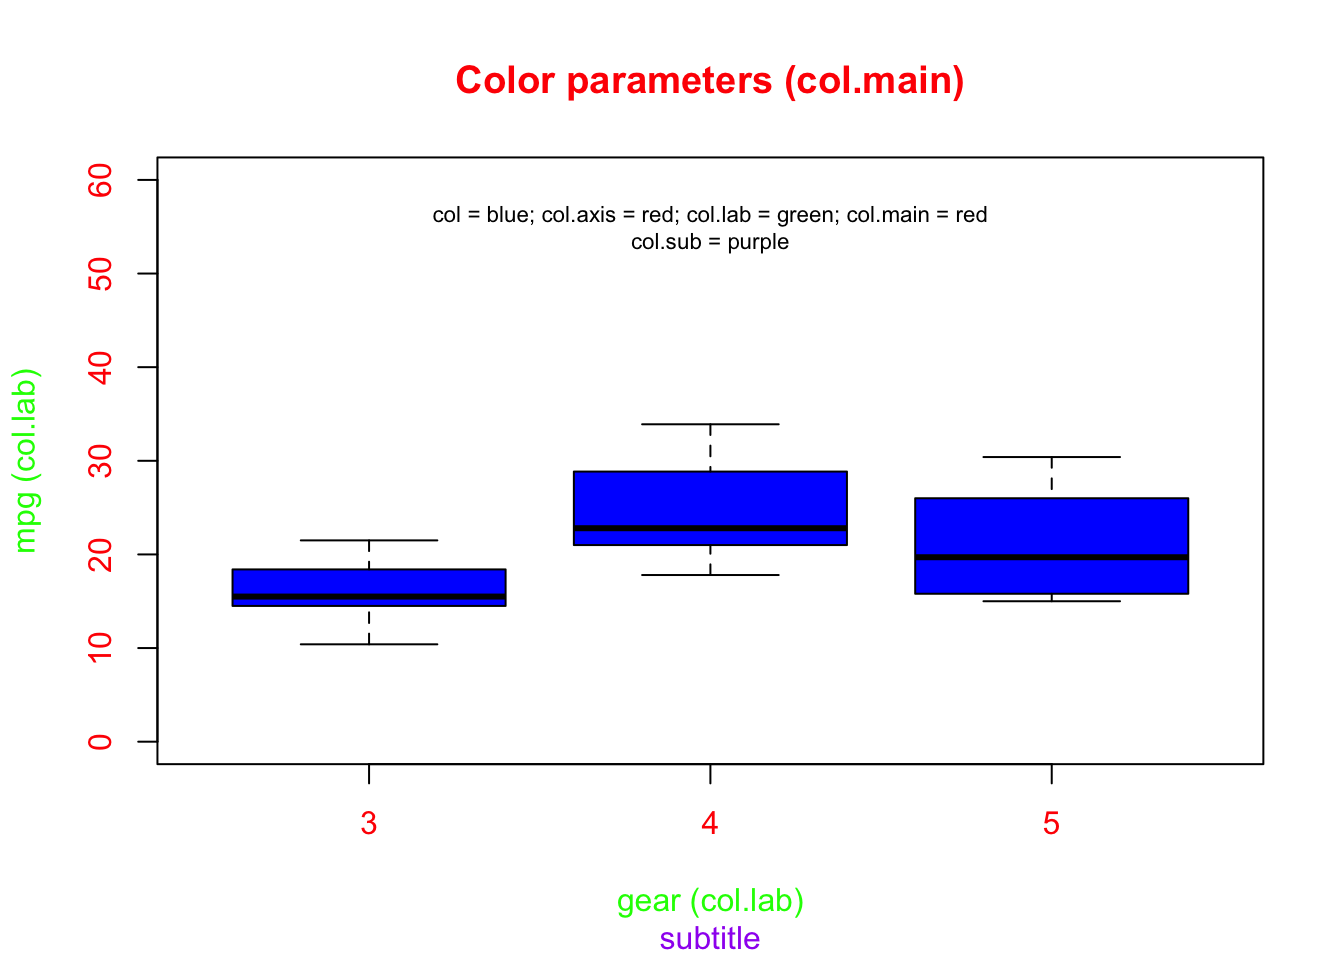 Color parameters (col.main)
col = blue; col.axis = red; col.lab = green; col.main = red
col.sub = purple
60
50
40
30
20
10
0
mpg (col.lab)
3
4
5
gear (col.lab)
subtitle